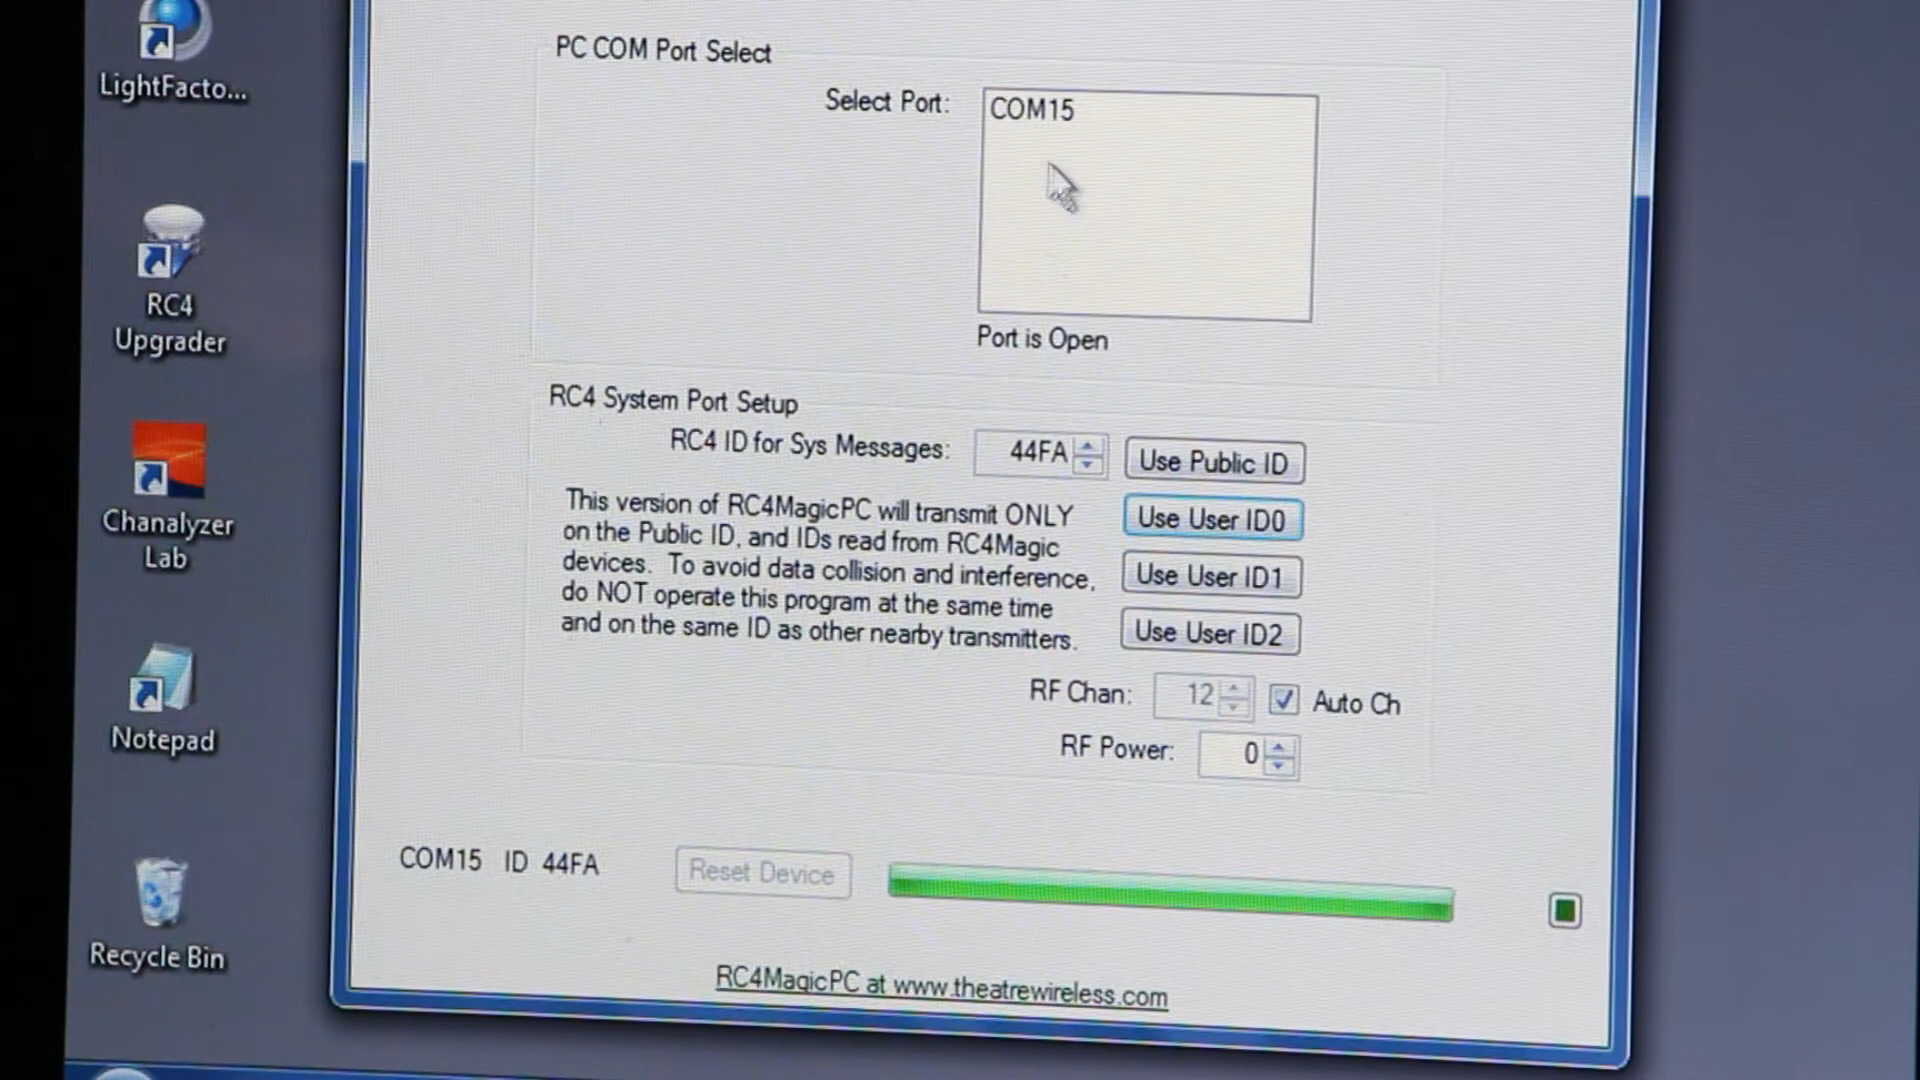 LightFacto...
RC4
Upgrader
Chanalyzer
Lab
Notepad
Recycle Bin
PC COM Port Select
Select Port:
COM15
Port is Open
RC4 System Port Setup
RC4 ID for Sys Messages: 44FA
Use Public ID
This version of RC4MagicPC will transmit ONLY
on the Public ID, and IDs read from RC4Magic
devices. To avoid data collision and interference,
do NOT operate this program at the same time
and on the same ID as other nearby transmitters.
Use User ID0
Use User ID1
Use User ID2
RF Chan: 12 Auto Ch
RF Power: 0
COM15 ID 44FA
Reset Device
RC4MagicPC at www.theatrewireless.com